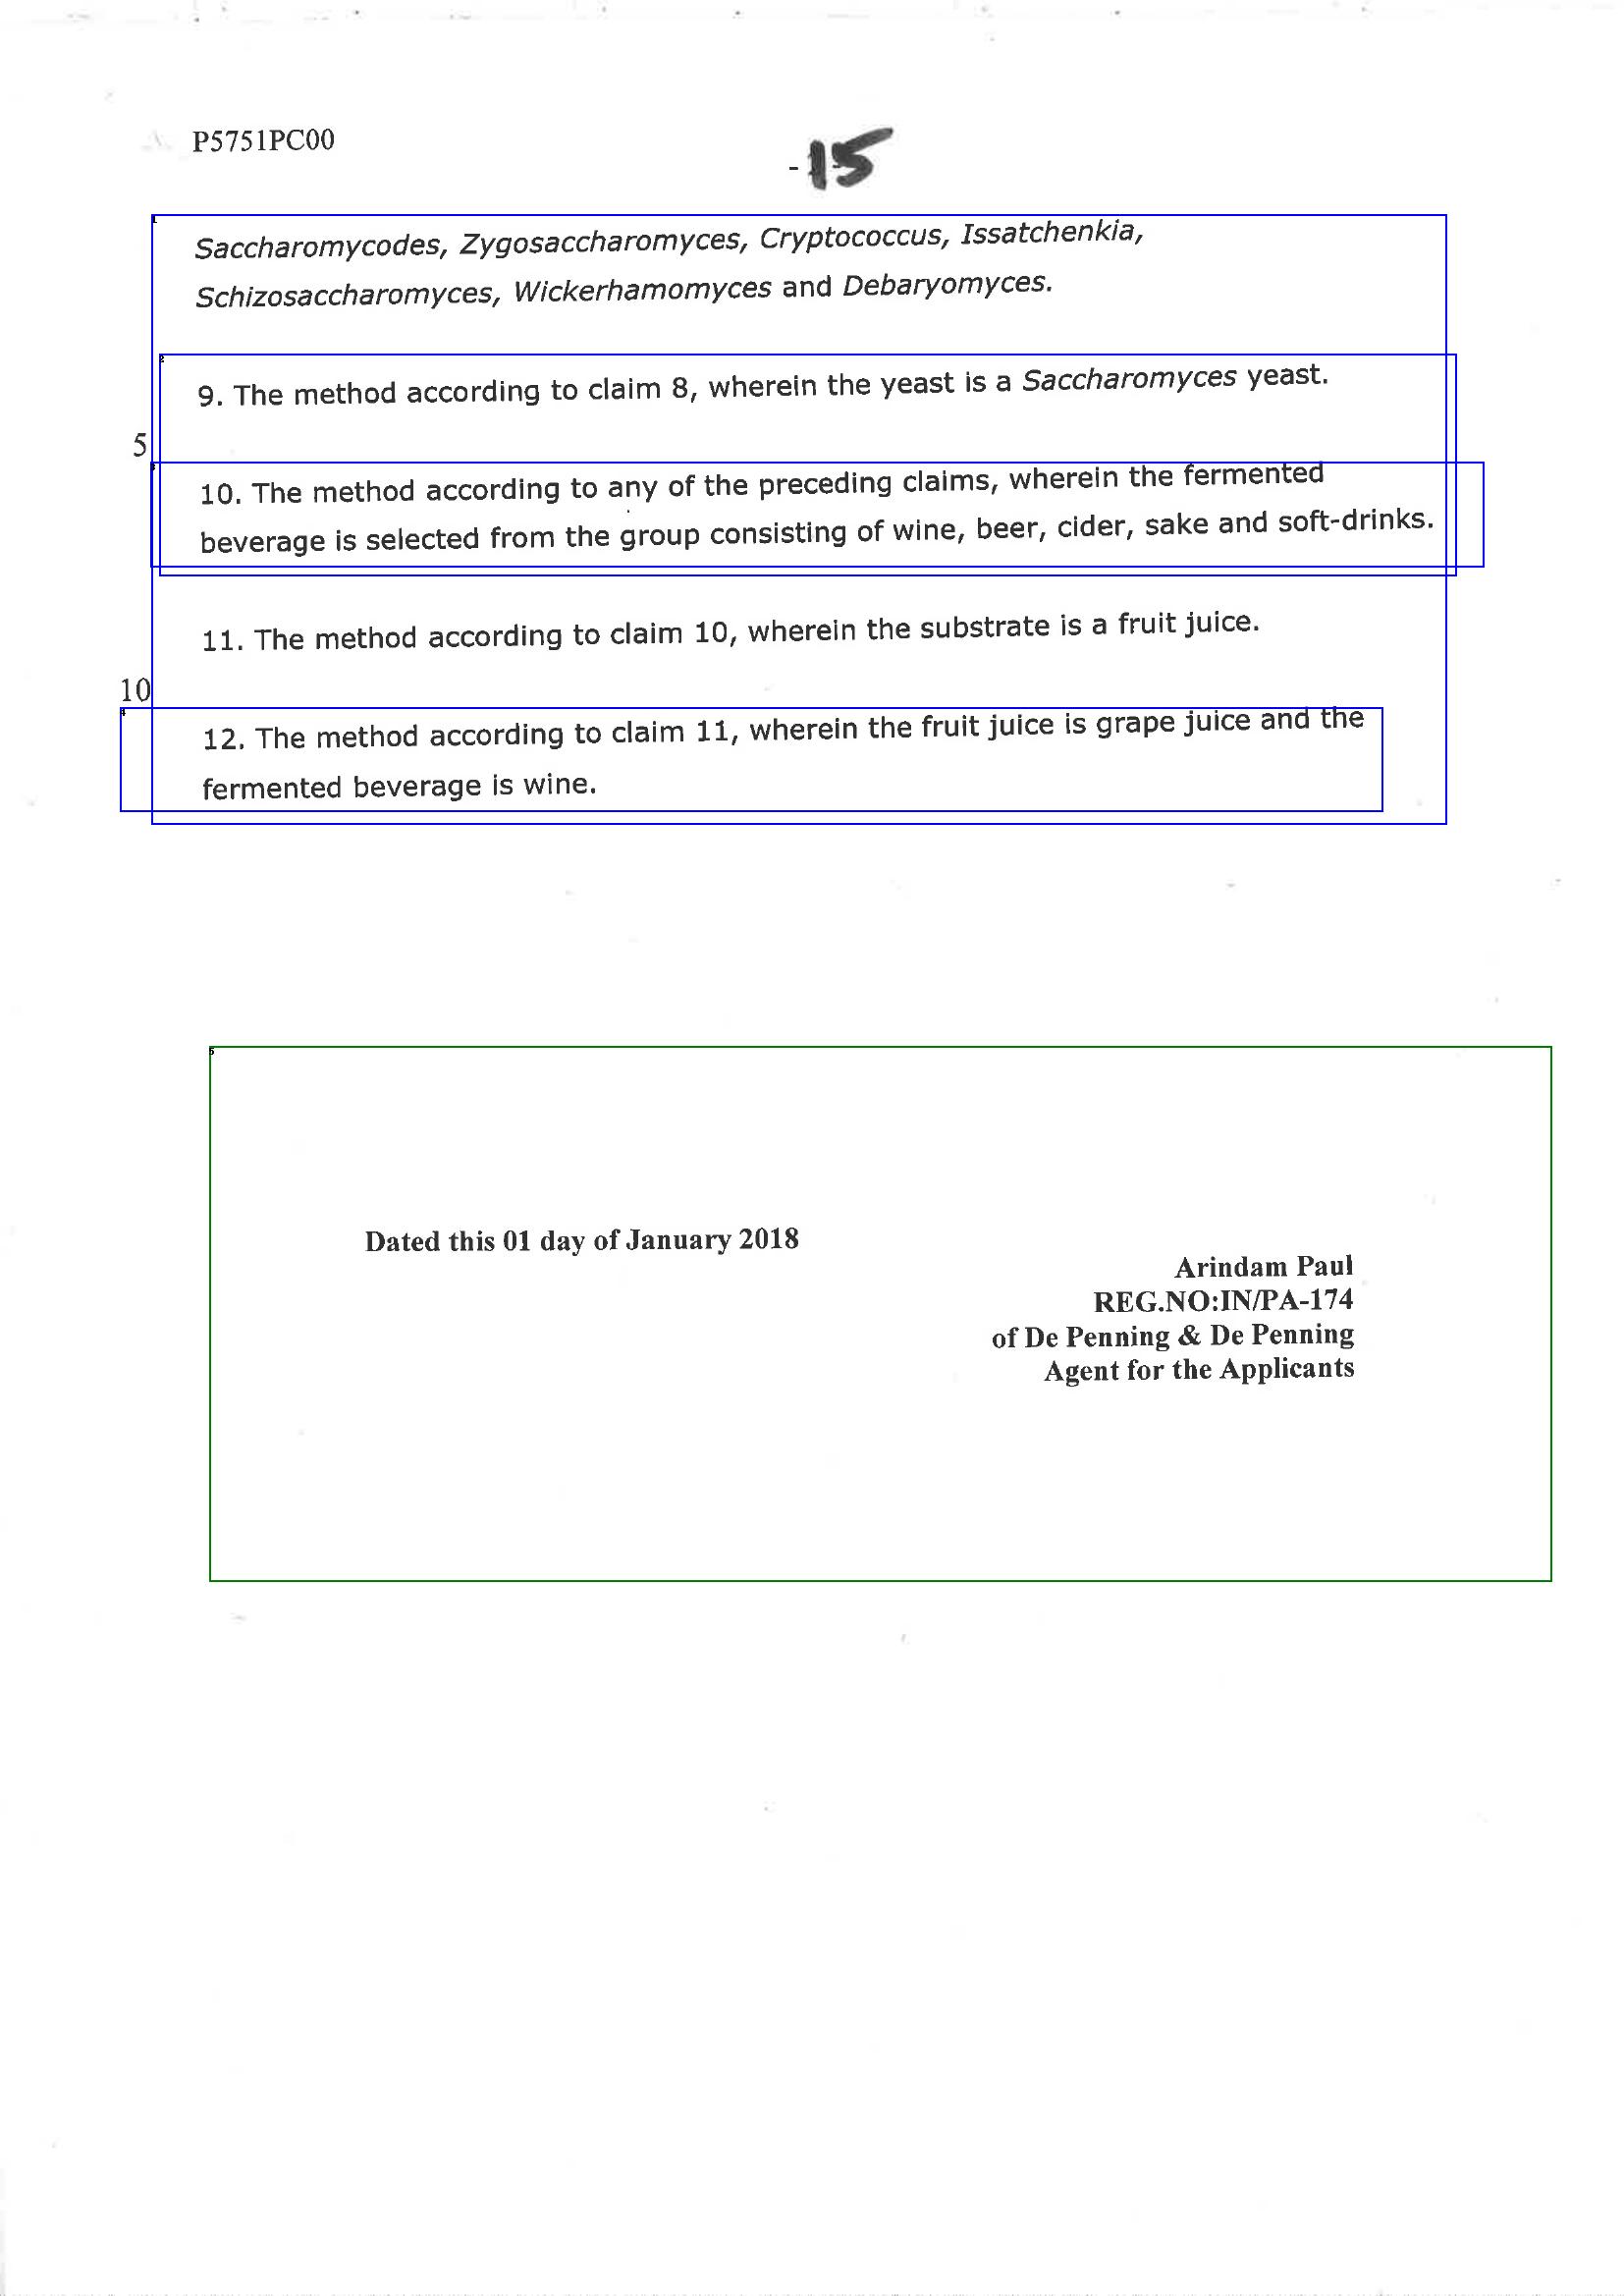 P5751PC00
-15
Saccharomycodes, Zygosaccharomyces, Cryptococcus, Issatchenkia,
Schizosaccharomyces, Wickerhamomyces and Debaryomyces.
9. The method according to claim 8, wherein the yeast is a Saccharomyces yeast.
5
10. The method according to any of the preceding claims, wherein the fermented
beverage is selected from the group consisting of wine, beer, cider, sake and soft-drinks.
11. The method according to claim 10, wherein the substrate is a fruit juice.
10
12. The method according to claim 11, wherein the fruit juice is grape juice and the
fermented beverage is wine.
Dated this 01 day of January 2018
Arindam Paul
REG.NO:IN/PA-174
of De Penning & De Penning
Agent for the Applicants